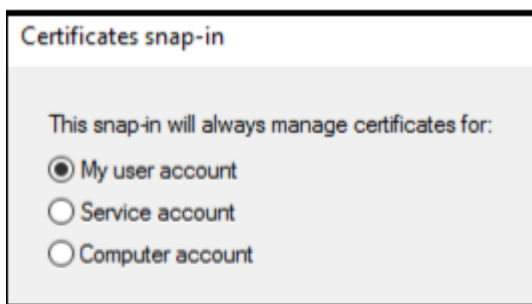 Certificates snap-in
This snap-in will always manage certificates for:
My user account
Service account
Computer account